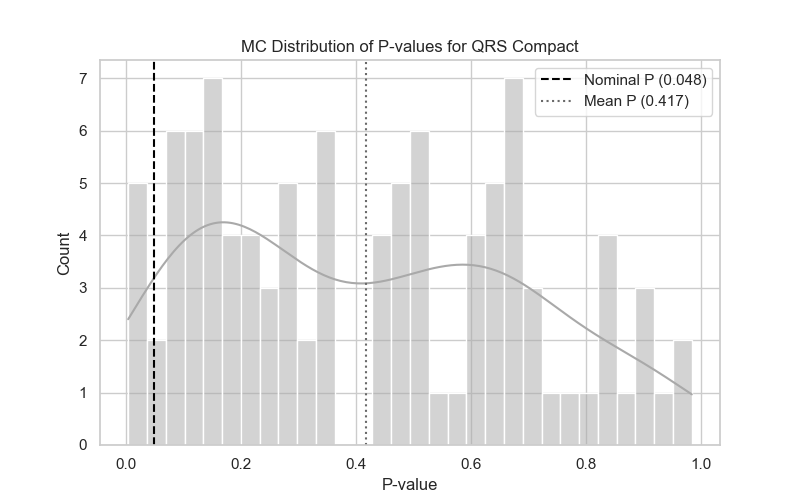 MC Distribution of P-values for QRS Compact
Nominal P (0.048)
Mean P (0.417)
Count
7
6
5
4
3
2
1
0
0.0 0.2 0.4 0.6 0.8 1.0
P-value